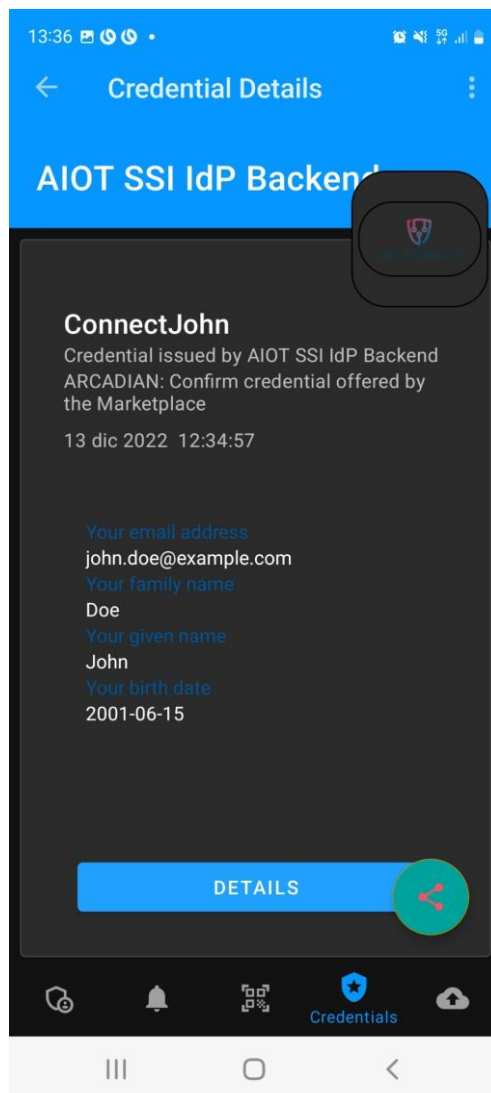 13:36
5G
Credential Details
AIOT SSI IdP Backend
ConnectJohn
Credential issued by AIOT SSI IdP Backend
ARCADIAN: Confirm credential offered by
the Marketplace
13 dic 2022 12:34:57
Your email address
john.doe@example.com
Your family name
Doe
Your given name
John
Your birth date
2001-06-15
DETAILS
Credentials